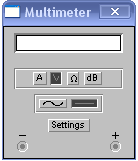 Multimeter
A V Ω dB
Settings
− +